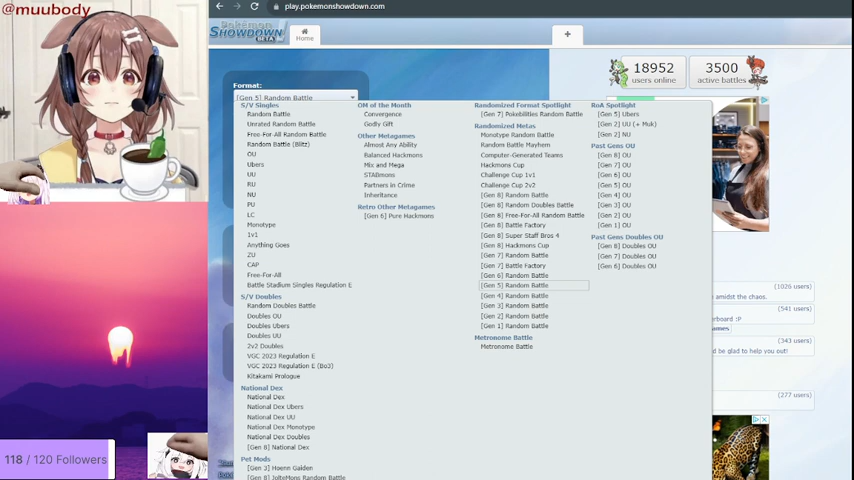 @muubody
play.pokemonshowdown.com
Pokémon
SHOWDOWN
BETA
Home
+
18952
users online
3500
active battles
Format:
[Gen 5] Random Battle
S/V Singles
Random Battle
Unrated Random Battle
Free-For-All Random Battle
Random Battle (Blitz)
OU
Ubers
UU
RU
NU
PU
LC
Monotype
1v1
Anything Goes
ZU
CAP
Free-For-All
Battle Stadium Singles Regulation E
S/V Doubles
Random Doubles Battle
Doubles OU
Doubles Ubers
Doubles UU
2v2 Doubles
VGC 2023 Regulation E
VGC 2023 Regulation E (Bo3)
Kitakami Prologue
National Dex
National Dex
National Dex Ubers
National Dex UU
National Dex Monotype
National Dex Doubles
[Gen 8] National Dex
Pet Mods
[Gen 3] Hoenn Gaiden
[Gen 8] JolteMons Random Battle
OM of the Month
Convergence
Godly Gift
Other Metagames
Almost Any Ability
Balanced Hackmons
Mix and Mega
STABmons
Partners in Crime
Inheritance
Retro Other Metagames
[Gen 6] Pure Hackmons
Randomized Format Spotlight
[Gen 7] Pokebilities Random Battle
Randomized Metas
Monotype Random Battle
Random Battle Mayhem
Computer-Generated Teams
Hackmons Cup
Challenge Cup 1v1
Challenge Cup 2v2
[Gen 8] Random Battle
[Gen 8] Random Doubles Battle
[Gen 8] Free-For-All Random Battle
[Gen 8] Battle Factory
[Gen 8] Super Staff Bros 4
[Gen 8] Hackmons Cup
[Gen 7] Random Battle
[Gen 7] Battle Factory
[Gen 6] Random Battle
[Gen 5] Random Battle
[Gen 4] Random Battle
[Gen 3] Random Battle
[Gen 2] Random Battle
[Gen 1] Random Battle
Metronome Battle
Metronome Battle
RoA Spotlight
[Gen 5] Ubers
[Gen 2] UU (+ Muk)
[Gen 2] NU
Past Gens OU
[Gen 8] OU
[Gen 7] OU
[Gen 6] OU
[Gen 5] OU
[Gen 4] OU
[Gen 3] OU
[Gen 2] OU
[Gen 1] OU
Past Gens Doubles OU
[Gen 8] Doubles OU
[Gen 7] Doubles OU
[Gen 6] Doubles OU
(1026 users)
amidst the chaos.
(541 users)
erboard :P
ames
(343 users)
d be glad to help you out!
(277 users)
118 / 120 Followers